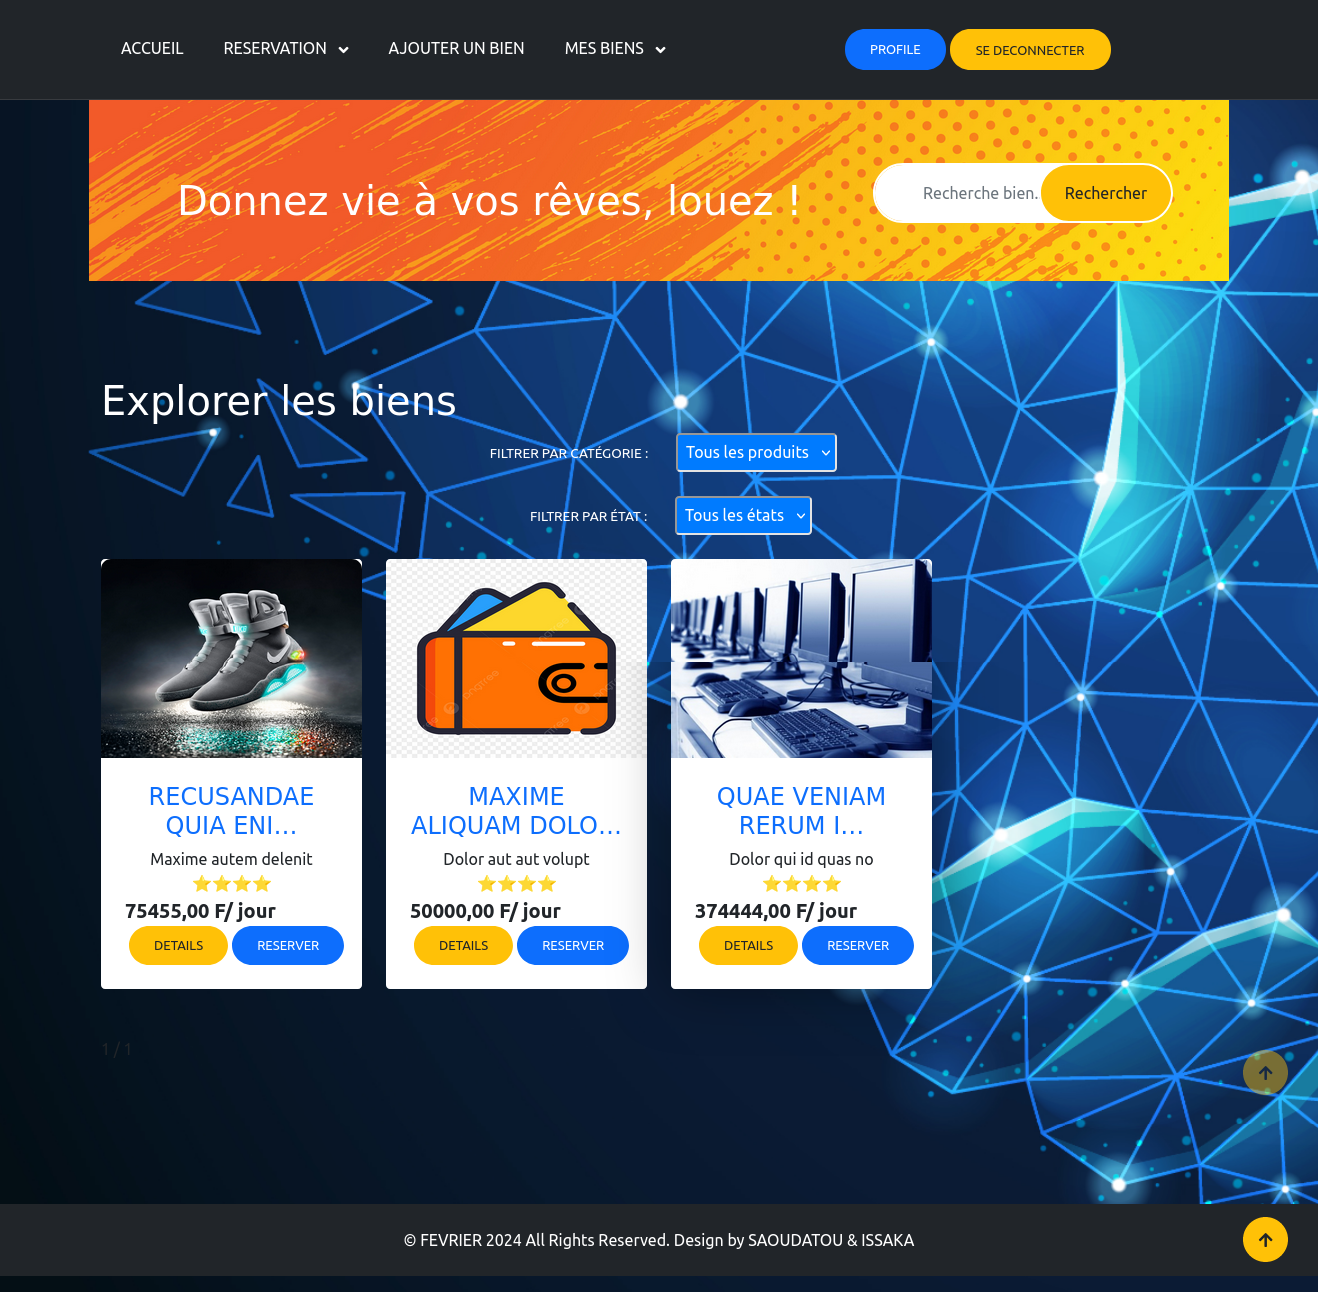 ACCUEIL RESERVATION AJOUTER UN BIEN MES BIENS PROFILE SE DECONNECTER
Donnez vie à vos rêves, louez !
Recherche bien. Rechercher
Explorer les biens
FILTRER PAR CATÉGORIE : Tous les produits
FILTRER PAR ÉTAT : Tous les états
RECUSANDAE
QUIA ENI...
Maxime autem delenit
75455,00 F/ jour
DETAILS RESERVER
MAXIME
ALIQUAM DOLO...
Dolor aut aut volupt
50000,00 F/ jour
DETAILS RESERVER
QUAE VENIAM
RERUM I...
Dolor qui id quas no
374444,00 F/ jour
DETAILS RESERVER
1 / 1
© FEVRIER 2024 All Rights Reserved. Design by SAOUDATOU & ISSAKA